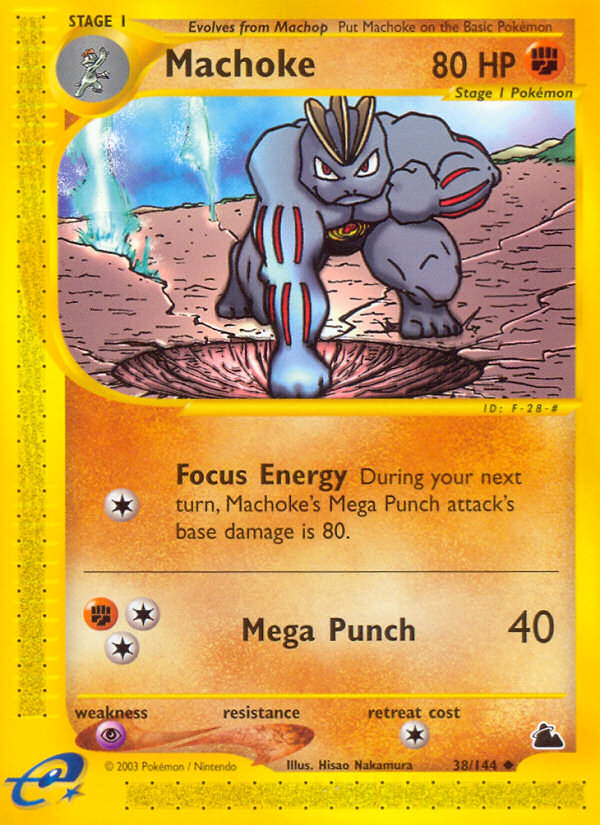 STAGE 1
Evolves from Machop Put Machoke on the Basic Pokémon
Machoke 80 HP
Stage 1 Pokémon
ID: F-28-#
Focus Energy During your next
turn, Machoke's Mega Punch attack's
base damage is 80.
Mega Punch 40
weakness resistance retreat cost
© 2003 Pokémon / Nintendo Illus. Hisao Nakamura 38/144 ◆
e